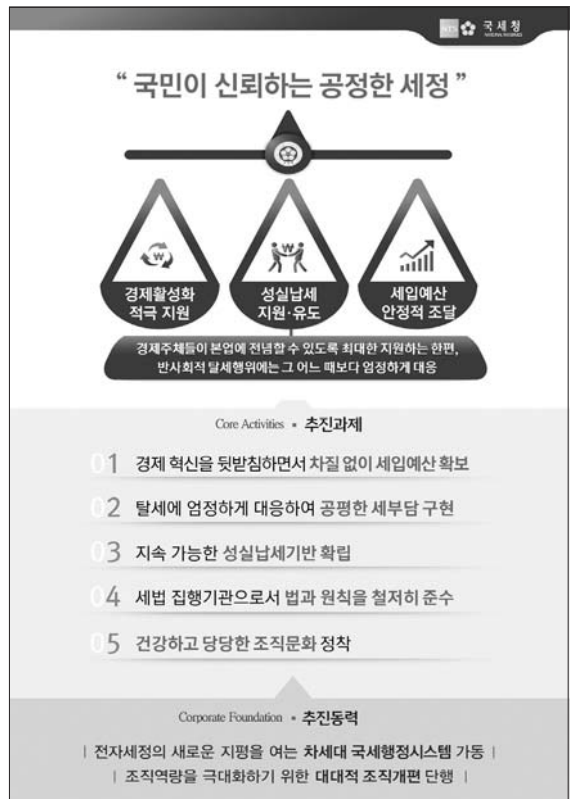 NTS 국세청
“ 국민이 신뢰하는 공정한 세정 ”
경제활성화
적극 지원
성실납세
지원·유도
세입예산
안정적 조달
경제주체들이 본업에 전념할 수 있도록 최대한 지원하는 한편,
반사회적 탈세행위에는 그 어느 때보다 엄정하게 대응
Core Activities ▪ 추진과제
01 경제 혁신을 뒷받침하면서 차질 없이 세입예산 확보
02 탈세에 엄정하게 대응하여 공평한 세부담 구현
03 지속 가능한 성실납세기반 확립
04 세법 집행기관으로서 법과 원칙을 철저히 준수
05 건강하고 당당한 조직문화 정착
Corporate Foundation ▪ 추진동력
| 전자세정의 새로운 지평을 여는 차세대 국세행정시스템 가동 |
| 조직역량을 극대화하기 위한 대대적 조직개편 단행 |